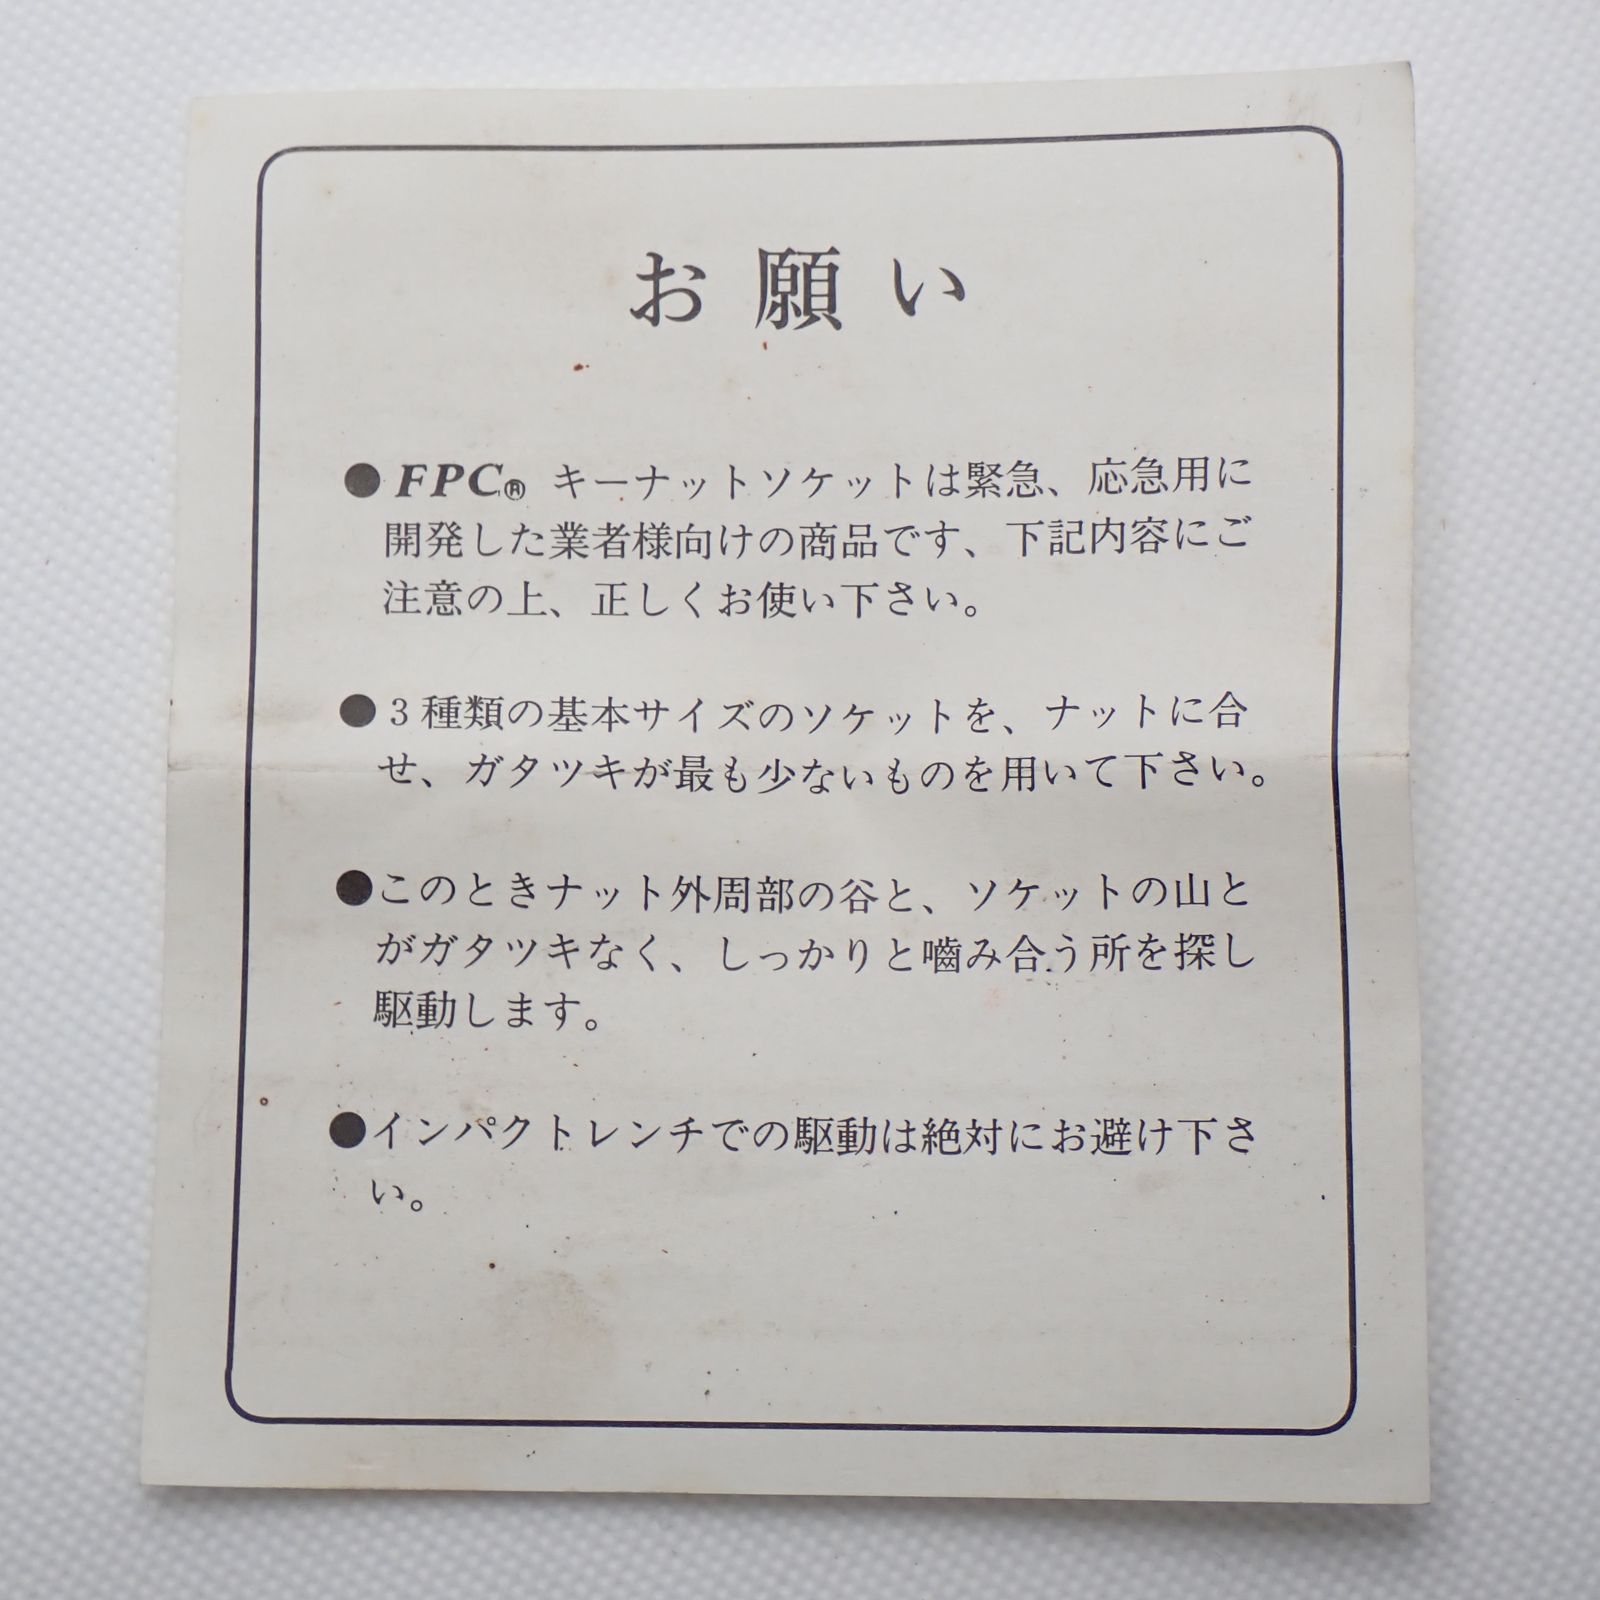 お願い
●FPC® キーナットソケットは緊急、応急用に
開発した業者様向けの商品です、下記内容にご
注意の上、正しくお使い下さい。
●3種類の基本サイズのソケットを、ナットに合
せ、ガタツキが最も少ないものを用いて下さい。
●このときナット外周部の谷と、ソケットの山と
がガタツキなく、しっかりと嚙み合う所を探し
駆動します。
●インパクトレンチでの駆動は絶対にお避け下さ
い。